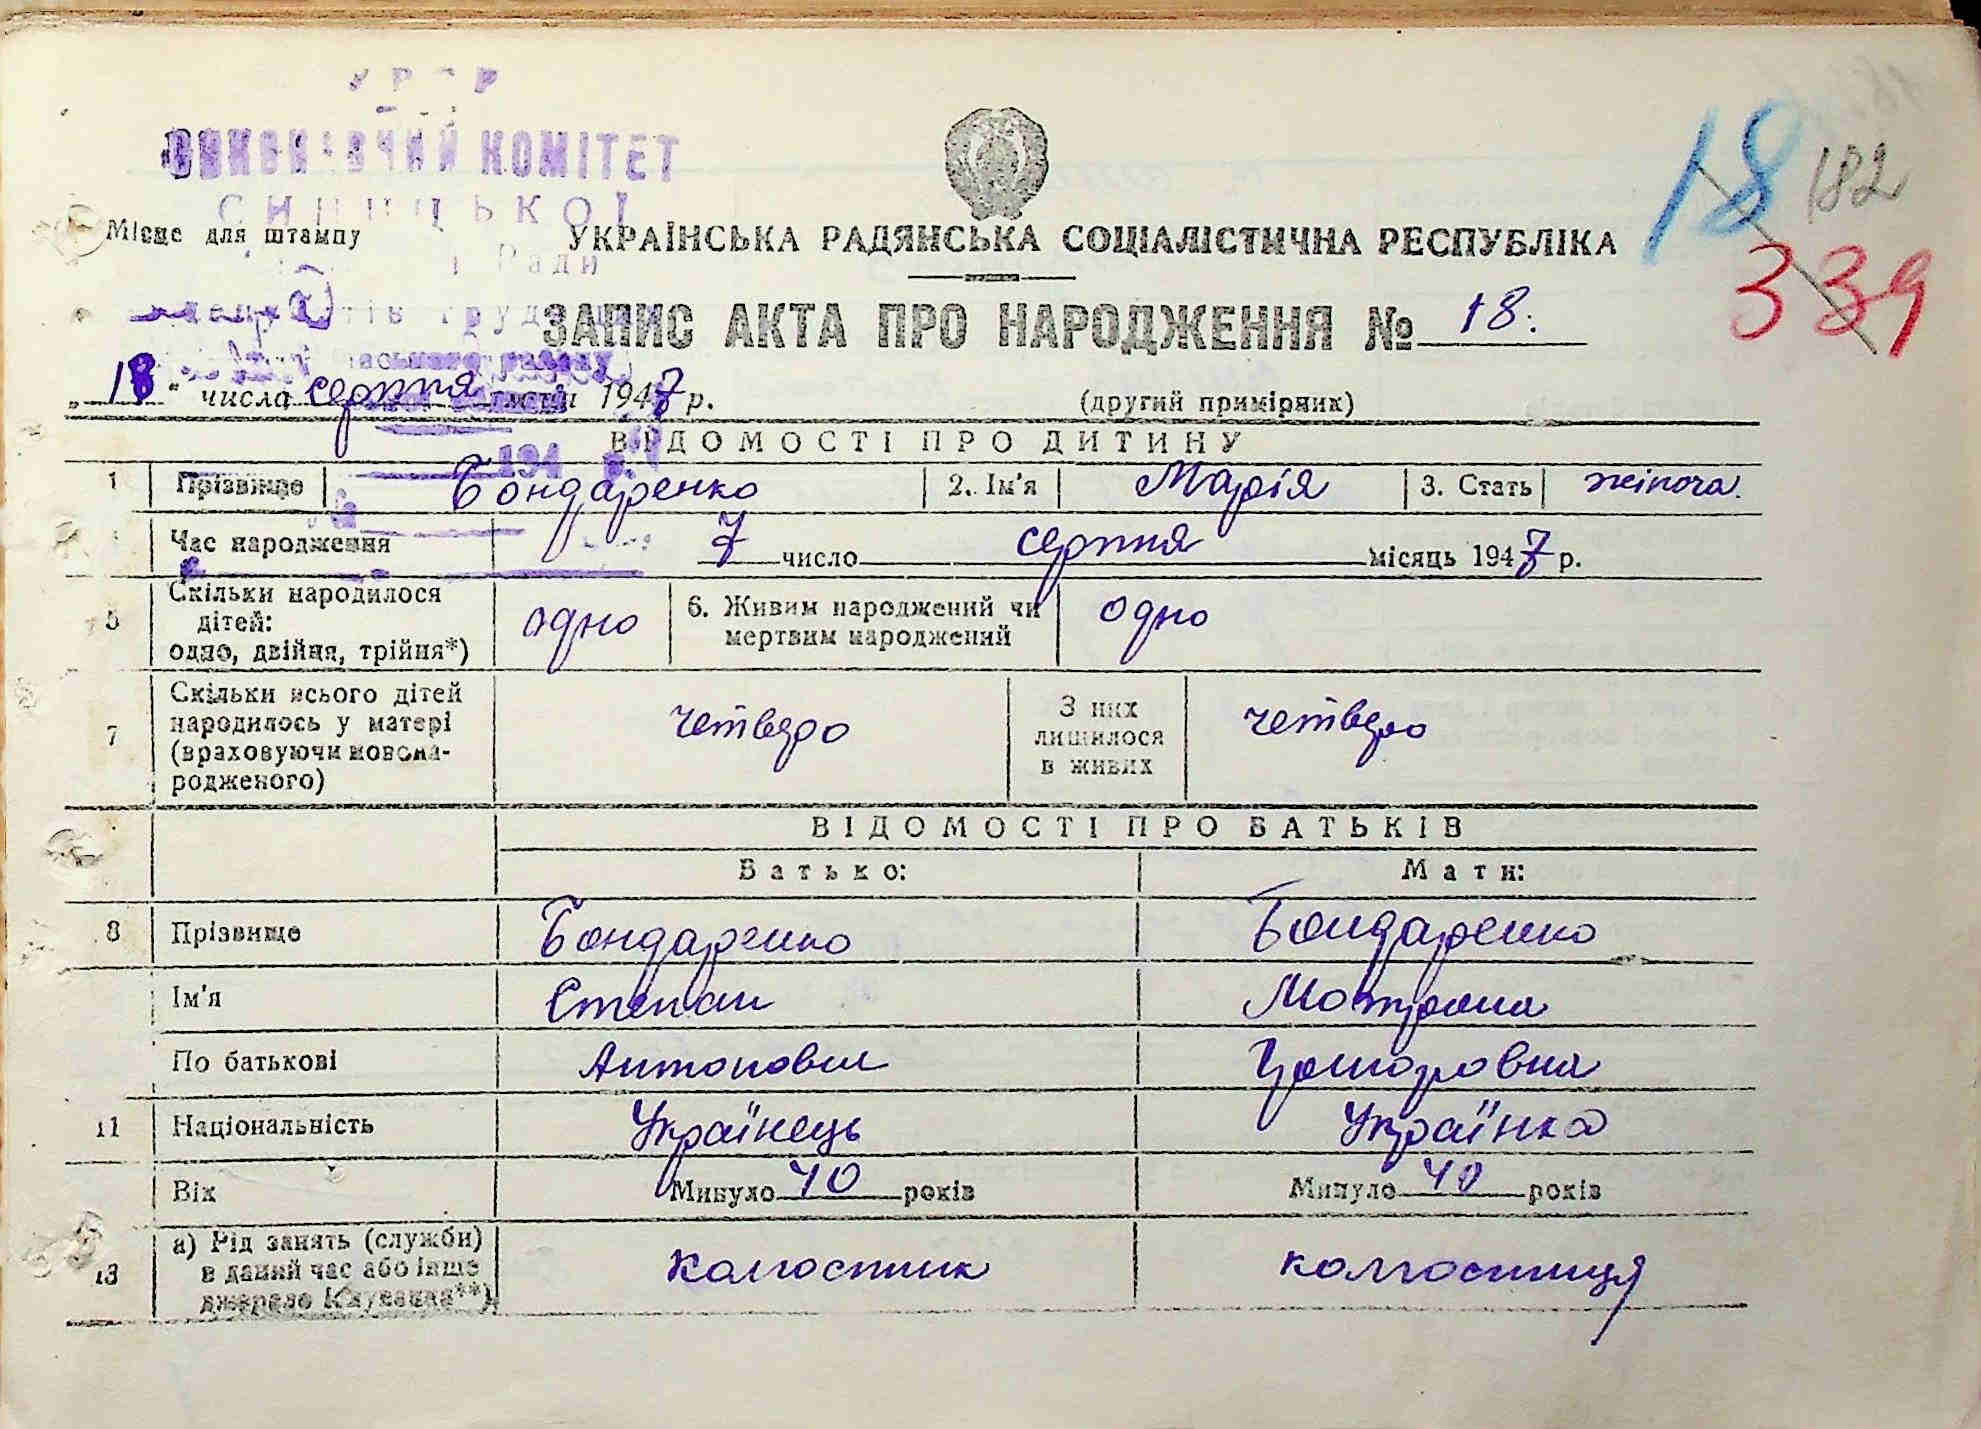 УРСР
ВИКОНАВЧИЙ КОМІТЕТ
18 182
Місце для штампу
УКРАЇНСЬКА РАДЯНСЬКА СОЦІАЛІСТИЧНА РЕСПУБЛІКА
Ради
339
ЗАПИС АКТА ПРО НАРОДЖЕННЯ № 18.
„18" числа серпня 1947 р. (другий примірник)
ВІДОМОСТІ ПРО ДИТИНУ
194 р.
1 Прізвище Бондаренко 2. Ім'я Марія 3. Стать жіноча.
Час народження 7 число серпня місяць 1947 р.
5 Скільки народилося дітей: одно, двійня, трійня*) одно 6. Живим народжений чи мертвим народжений одно
7 Скільки всього дітей народилось у матері (враховуючи новонародженого) четверо З них лишилося в живих четверо
ВІДОМОСТІ ПРО БАТЬКІВ
Батько: Мати:
8 Прізвище Бондаренко Бондаренко
Ім'я Степан Мотрона
По батькові Антонович
11 Національність Українець Українка
Вік Минуло 40 років Минуло 40 років
13 а) Рід занять (служби) в даний час або інше джерело існування**) Колгоспник колгоспниця